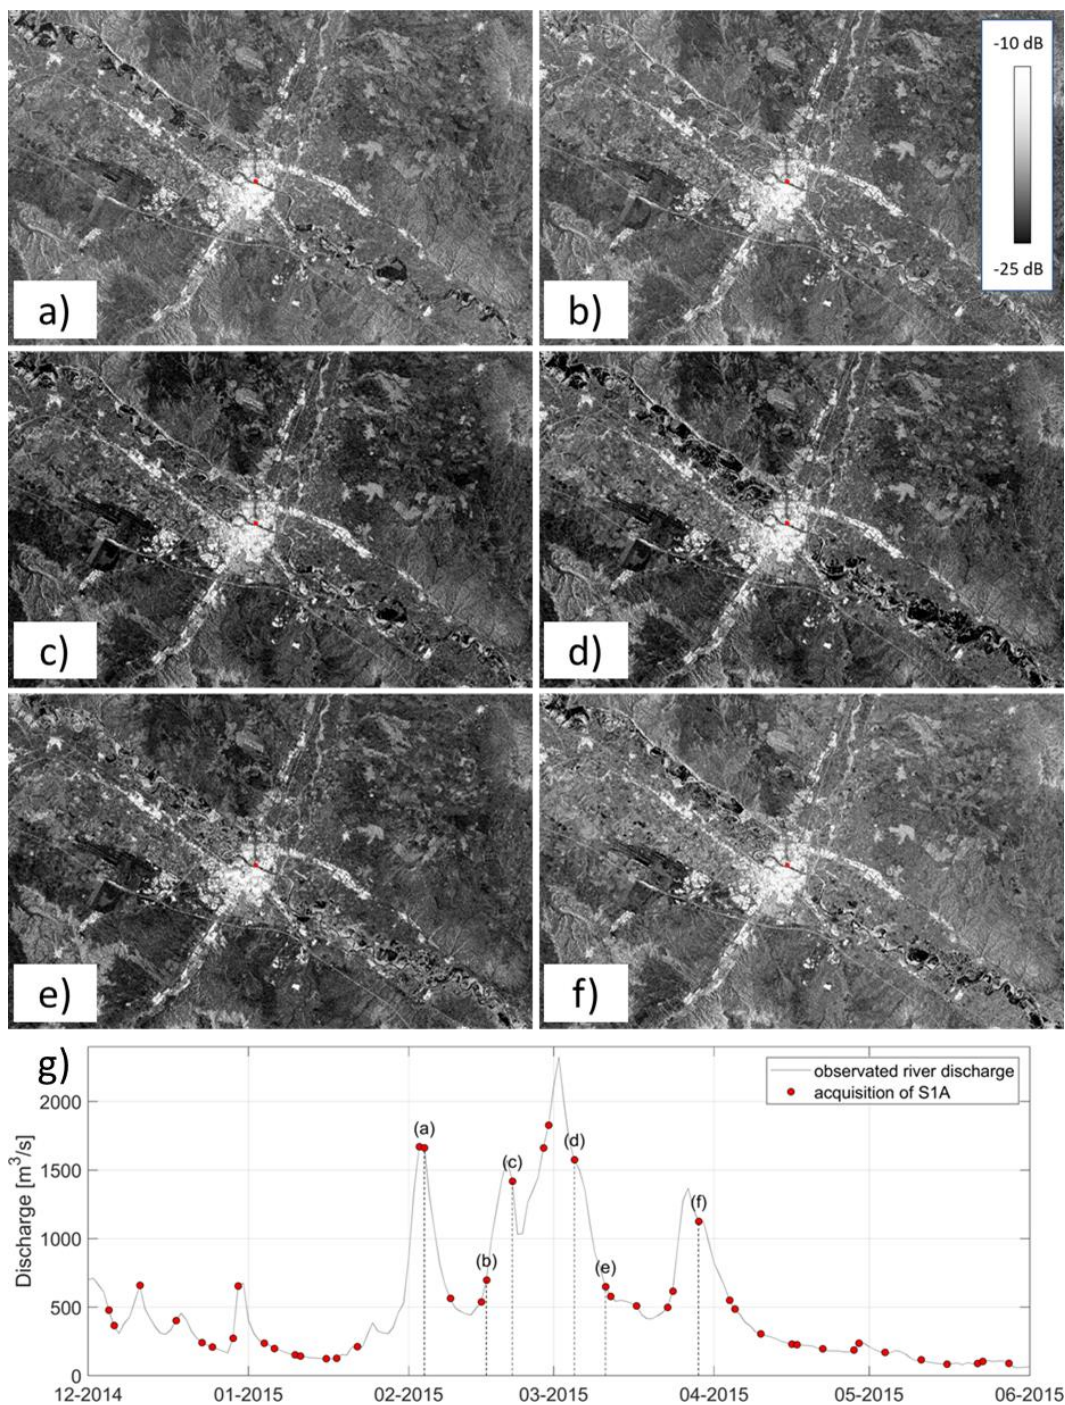 a)
b)
-10 dB
-25 dB
c)
d)
e)
f)
g)
observated river discharge
acquisition of S1A
Discharge [m³/s]
2000
1500
1000
500
0
(a)
(b)
(c)
(d)
(e)
(f)
12-2014
01-2015
02-2015
03-2015
04-2015
05-2015
06-2015